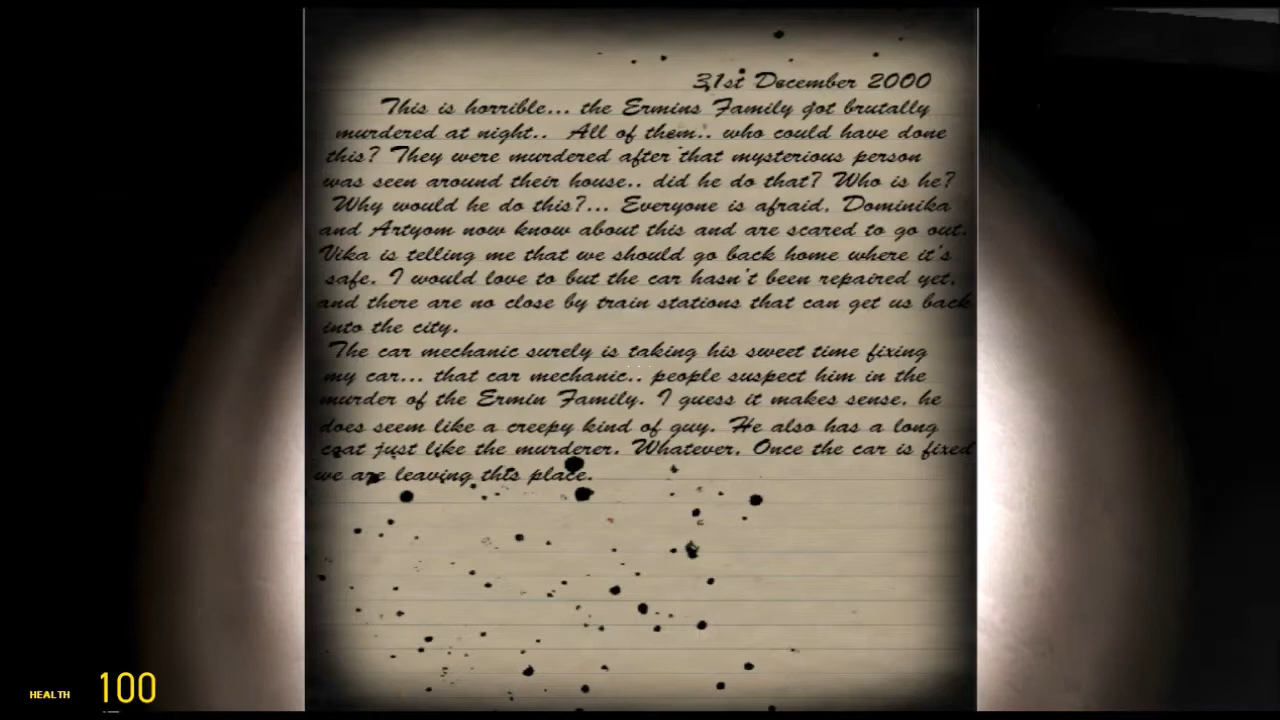 31st December 2000
This is horrible... the Ermins Family got brutally
murdered at night.. All of them.. who could have done
this? They were murdered after that mysterious person
was seen around their house.. did he do that? Who is he?
Why would he do this?... Everyone is afraid. Dominika
and Artyom now know about this and are scared to go out.
Vika is telling me that we should go back home where it's
safe. I would love to but the car hasn't been repaired yet.
and there are no close by train stations that can get us back
into the city.
The car mechanic surely is taking his sweet time fixing
my car... that car mechanic.. people suspect him in the
murder of the Ermin Family. I guess it makes sense. he
does seem like a creepy kind of guy. He also has a long
coat just like the murderer. Whatever. Once the car is fixed
we are leaving this place.
HEALTH 100